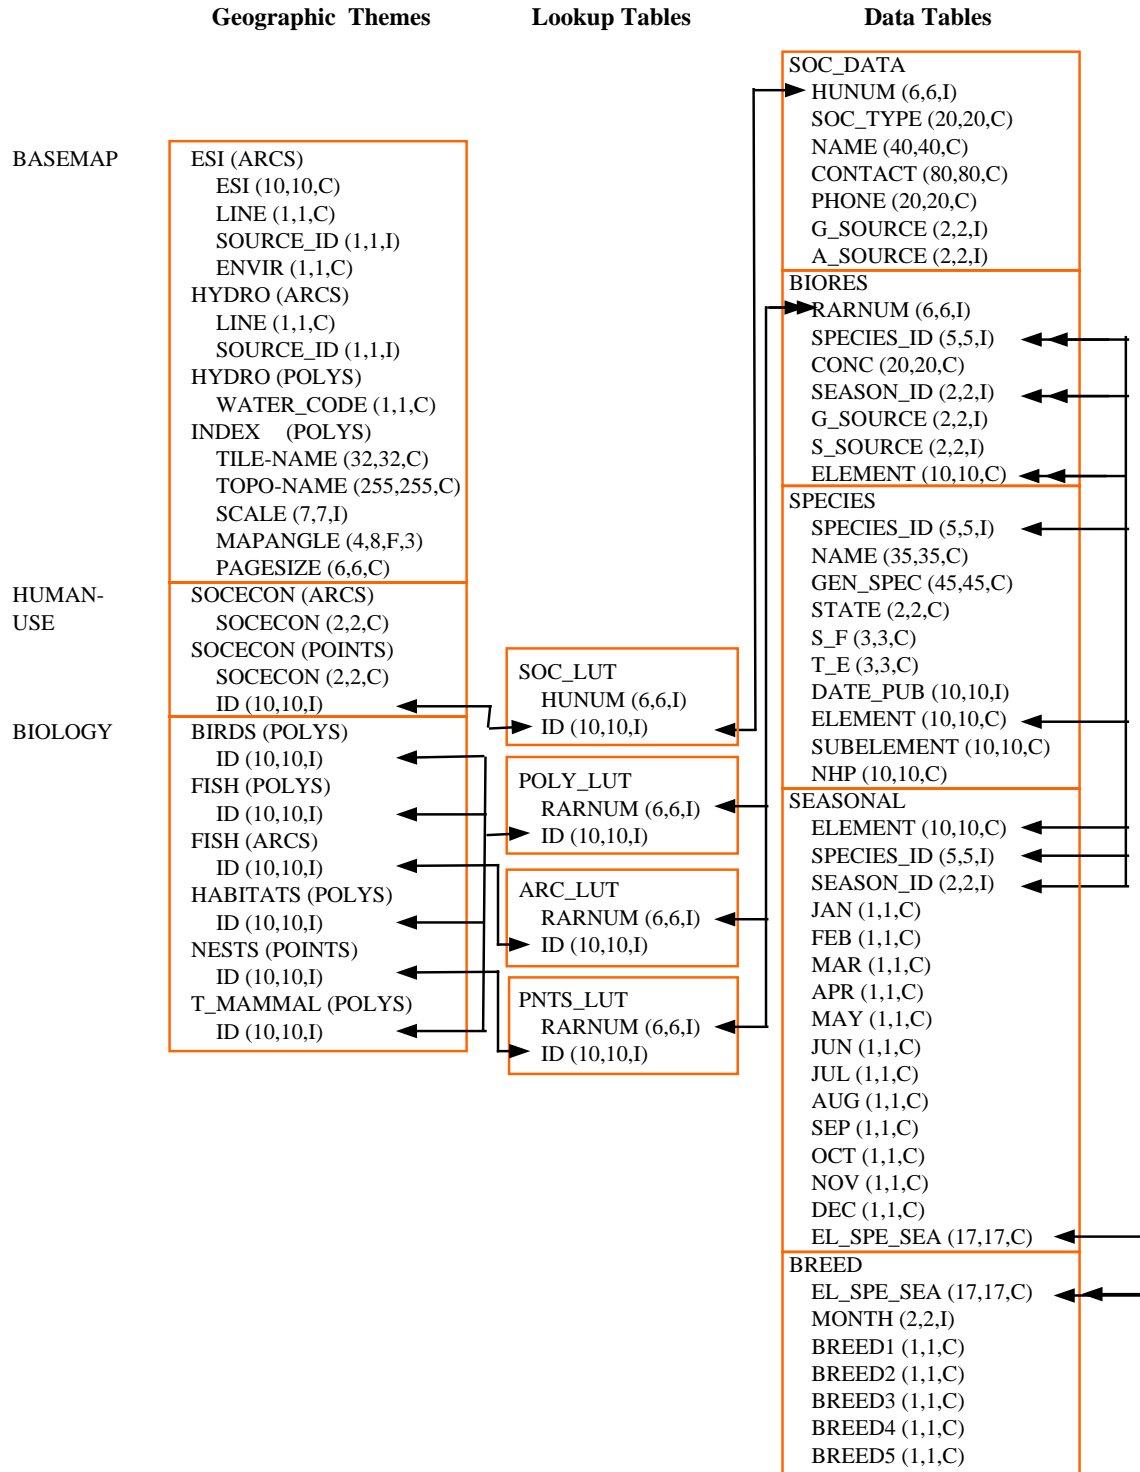 Geographic Themes
Lookup Tables
Data Tables
BASEMAP
ESI (ARCS)
ESI (10,10,C)
LINE (1,1,C)
SOURCE_ID (1,1,I)
ENVIR (1,1,C)
HYDRO (ARCS)
LINE (1,1,C)
SOURCE_ID (1,1,I)
HYDRO (POLYS)
WATER_CODE (1,1,C)
INDEX (POLYS)
TILE-NAME (32,32,C)
TOPO-NAME (255,255,C)
SCALE (7,7,I)
MAPANGLE (4,8,F,3)
PAGESIZE (6,6,C)
HUMAN-
USE
SOCECON (ARCS)
SOCECON (2,2,C)
SOCECON (POINTS)
SOCECON (2,2,C)
ID (10,10,I)
BIOLOGY
BIRDS (POLYS)
ID (10,10,I)
FISH (POLYS)
ID (10,10,I)
FISH (ARCS)
ID (10,10,I)
HABITATS (POLYS)
ID (10,10,I)
NESTS (POINTS)
ID (10,10,I)
T_MAMMAL (POLYS)
ID (10,10,I)
SOC_LUT
HUNUM (6,6,I)
ID (10,10,I)
POLY_LUT
RARNUM (6,6,I)
ID (10,10,I)
ARC_LUT
RARNUM (6,6,I)
ID (10,10,I)
PNTS_LUT
RARNUM (6,6,I)
ID (10,10,I)
SOC_DATA
HUNUM (6,6,I)
SOC_TYPE (20,20,C)
NAME (40,40,C)
CONTACT (80,80,C)
PHONE (20,20,C)
G_SOURCE (2,2,I)
A_SOURCE (2,2,I)
BIORES
RARNUM (6,6,I)
SPECIES_ID (5,5,I)
CONC (20,20,C)
SEASON_ID (2,2,I)
G_SOURCE (2,2,I)
S_SOURCE (2,2,I)
ELEMENT (10,10,C)
SPECIES
SPECIES_ID (5,5,I)
NAME (35,35,C)
GEN_SPEC (45,45,C)
STATE (2,2,C)
S_F (3,3,C)
T_E (3,3,C)
DATE_PUB (10,10,I)
ELEMENT (10,10,C)
SUBELEMENT (10,10,C)
NHP (10,10,C)
SEASONAL
ELEMENT (10,10,C)
SPECIES_ID (5,5,I)
SEASON_ID (2,2,I)
JAN (1,1,C)
FEB (1,1,C)
MAR (1,1,C)
APR (1,1,C)
MAY (1,1,C)
JUN (1,1,C)
JUL (1,1,C)
AUG (1,1,C)
SEP (1,1,C)
OCT (1,1,C)
NOV (1,1,C)
DEC (1,1,C)
EL_SPE_SEA (17,17,C)
BREED
EL_SPE_SEA (17,17,C)
MONTH (2,2,I)
BREED1 (1,1,C)
BREED2 (1,1,C)
BREED3 (1,1,C)
BREED4 (1,1,C)
BREED5 (1,1,C)